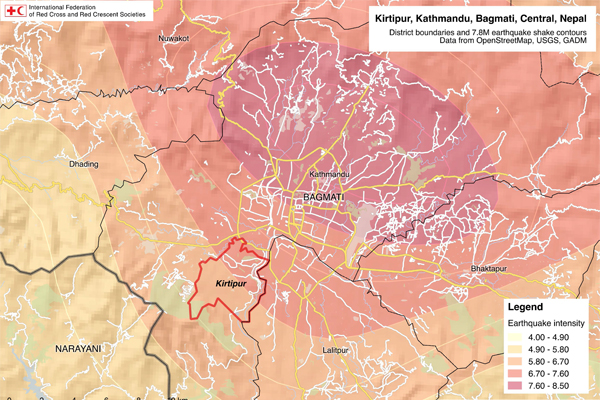 International Federation
of Red Cross and Red Crescent Societies
Kirtipur, Kathmandu, Bagmati, Central, Nepal
District boundaries and 7.8M earthquake shake contours
Data from OpenStreetMap, USGS, GADM
Nuwakot
Dhading
Kathmandu
BAGMATI
Bhaktapur
Kirtipur
NARAYANI
Lalitpur
Legend
Earthquake intensity
4.00 - 4.90
4.90 - 5.80
5.80 - 6.70
6.70 - 7.60
7.60 - 8.50